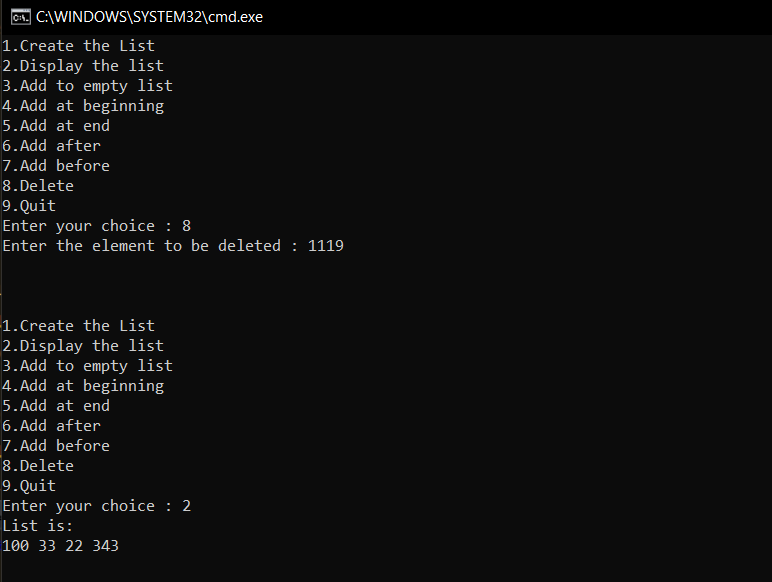 C:\WINDOWS\SYSTEM32\cmd.exe
1.Create the List
2.Display the list
3.Add to empty list
4.Add at beginning
5.Add at end
6.Add after
7.Add before
8.Delete
9.Quit
Enter your choice : 8
Enter the element to be deleted : 1119
1.Create the List
2.Display the list
3.Add to empty list
4.Add at beginning
5.Add at end
6.Add after
7.Add before
8.Delete
9.Quit
Enter your choice : 2
List is:
100 33 22 343